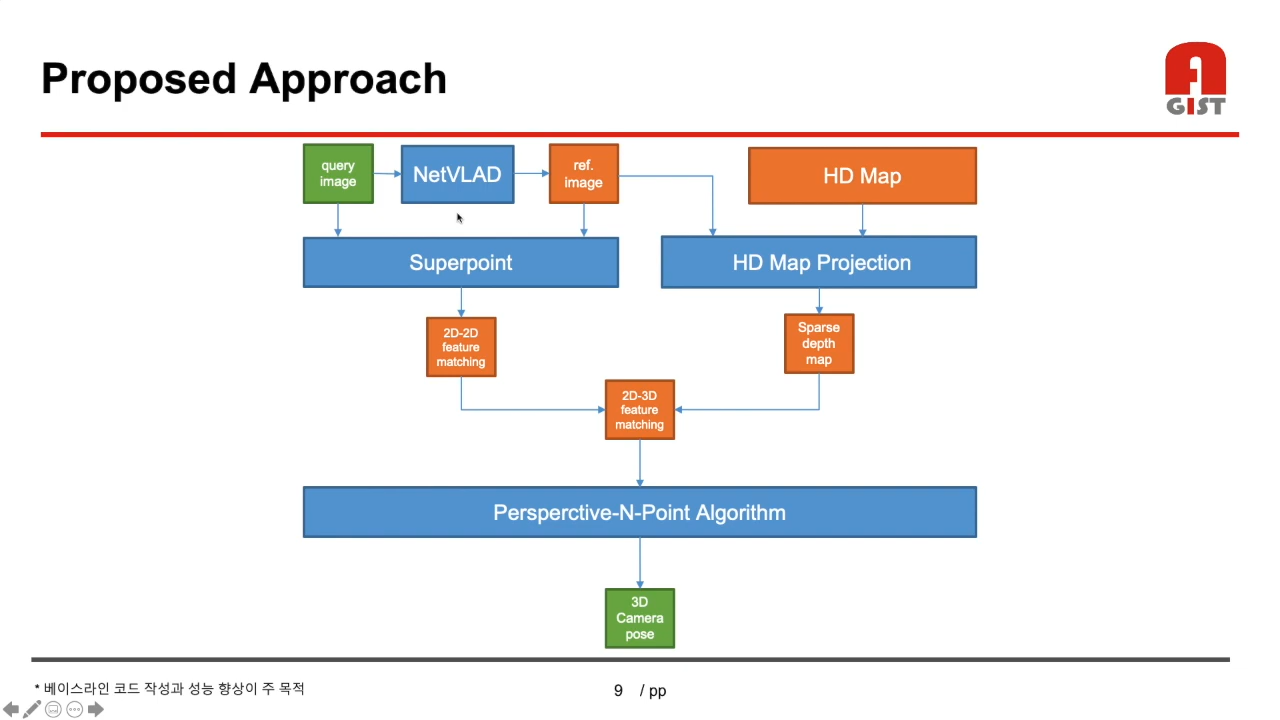 Proposed Approach
GIST
query
image
NetVLAD
ref.
image
HD Map
Superpoint
HD Map Projection
2D-2D
feature
matching
Sparse
depth
map
2D-3D
feature
matching
Persperctive-N-Point Algorithm
3D
Camera
pose
* 베이스라인 코드 작성과 성능 향상이 주 목적
9 / pp